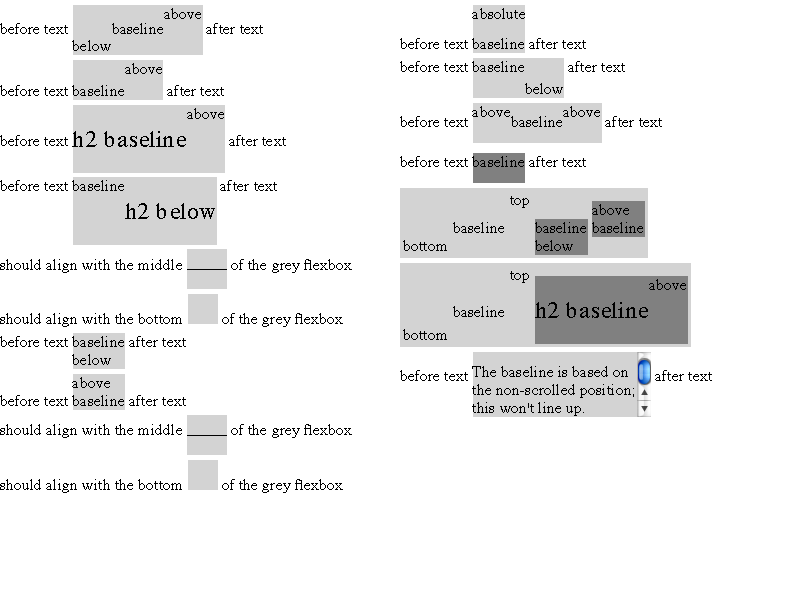 above
before text baseline after text
below
above
before text baseline after text
above
before text h2 baseline after text
before text baseline after text
h2 below
should align with the middle of the grey flexbox
should align with the bottom of the grey flexbox
before text baseline after text
below
above
before text baseline after text
should align with the middle of the grey flexbox
should align with the bottom of the grey flexbox
absolute
before text baseline after text
before text baseline after text
below
above above
before text baseline after text
before text baseline after text
top
above
baseline baseline baseline
bottom below
top
above
baseline h2 baseline
bottom
The baseline is based on
before text after text
the non-scrolled position;
this won't line up.